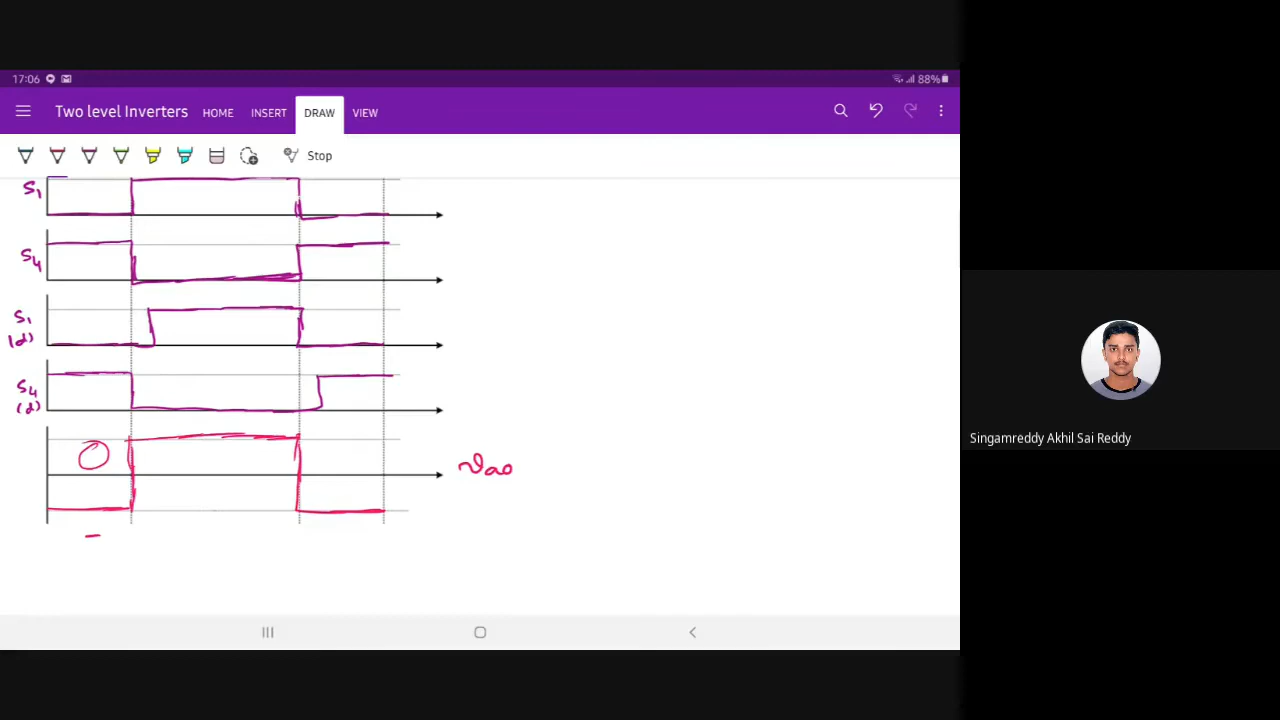 17:06 88%
Two level Inverters HOME INSERT DRAW VIEW
Stop
S1
S4
S1
(d)
S4
(d)
0
-
vao
Singamreddy Akhil Sai Reddy